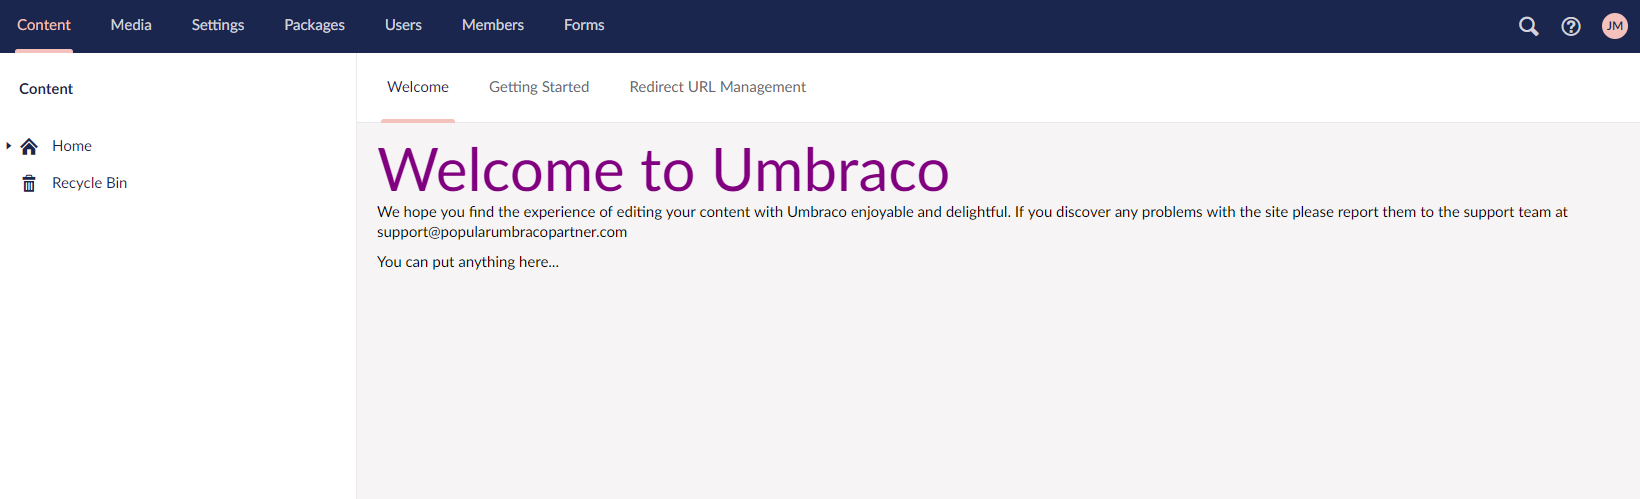 Content
Media
Settings
Packages
Users
Members
Forms
JM
Content
Home
Recycle Bin
Welcome
Getting Started
Redirect URL Management
Welcome to Umbraco
We hope you find the experience of editing your content with Umbraco enjoyable and delightful. If you discover any problems with the site please report them to the support team at
support@popularumbracopartner.com
You can put anything here...